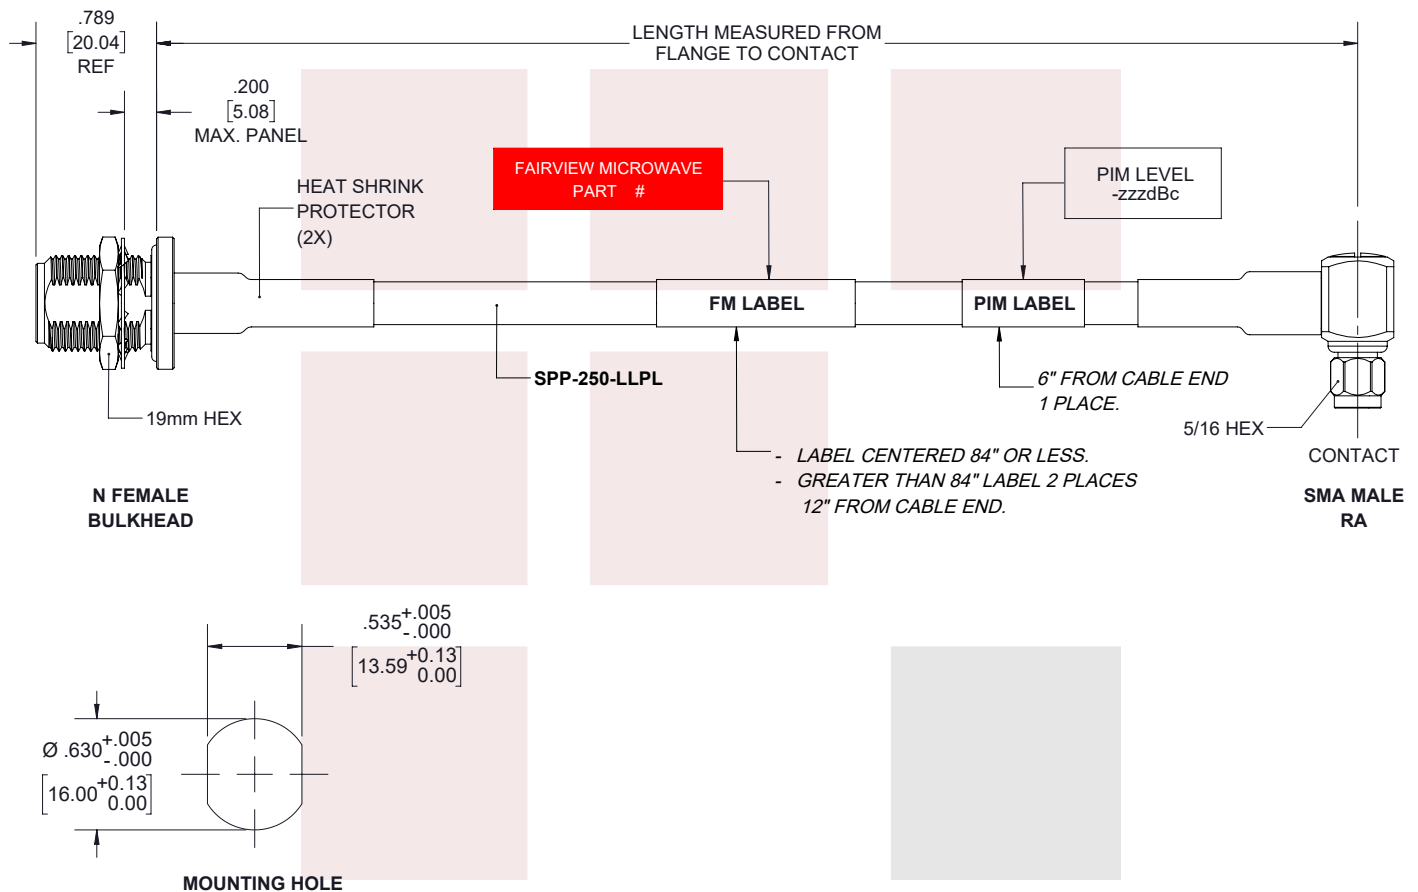 .789
[20.04]
REF
LENGTH MEASURED FROM
FLANGE TO CONTACT
.200
[5.08]
MAX. PANEL
HEAT SHRINK
PROTECTOR
(2X)
FAIRVIEW MICROWAVE
PART #
PIM LEVEL
-zzzdBc
FM LABEL
PIM LABEL
SPP-250-LLPL
6" FROM CABLE END
1 PLACE.
19mm HEX
5/16 HEX
- LABEL CENTERED 84" OR LESS.
- GREATER THAN 84" LABEL 2 PLACES
12" FROM CABLE END.
CONTACT
N FEMALE
BULKHEAD
SMA MALE
RA
.535 +.005
-.000
[13.59 +0.13
0.00]
Ø .630 +.005
-.000
[16.00 +0.13
0.00]
MOUNTING HOLE